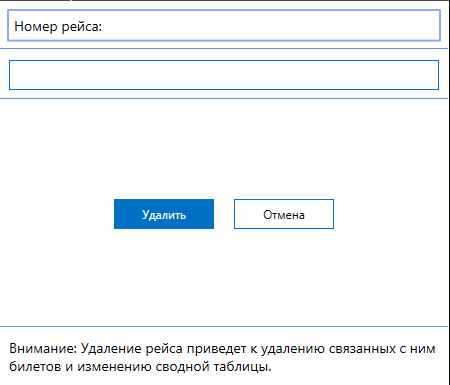 Номер рейса:
Удалить
Отмена
Внимание: Удаление рейса приведет к удалению связанных с ним
билетов и изменению сводной таблицы.